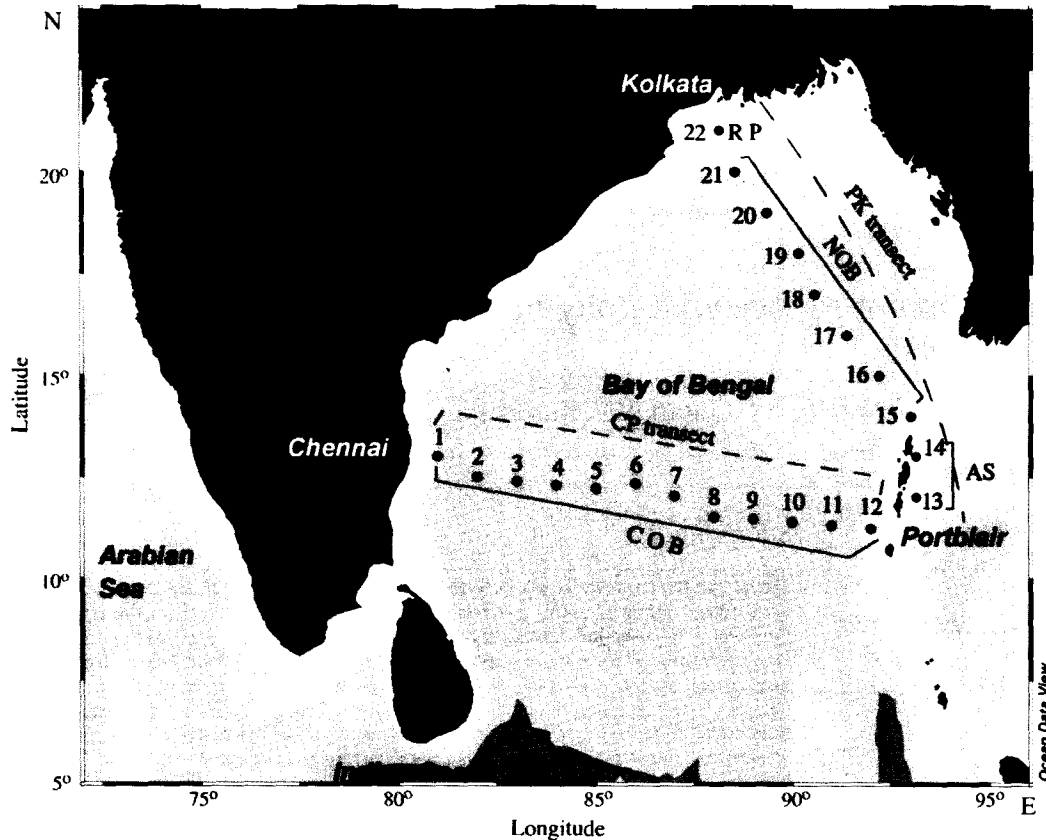 N
Kolkata
22 R P
20°
21
20
PK transect
19
NOB
18
17
15°
16
Bay of Bengal
15
CP transect
Chennai
1
14
2 3 4 5 6 7
AS
13
8 9 10 11 12
COB
Portblair
Arabian
Sea
10°
Latitude
5°
75° 80° 85° 90° 95° E
Longitude
Ocean Data View